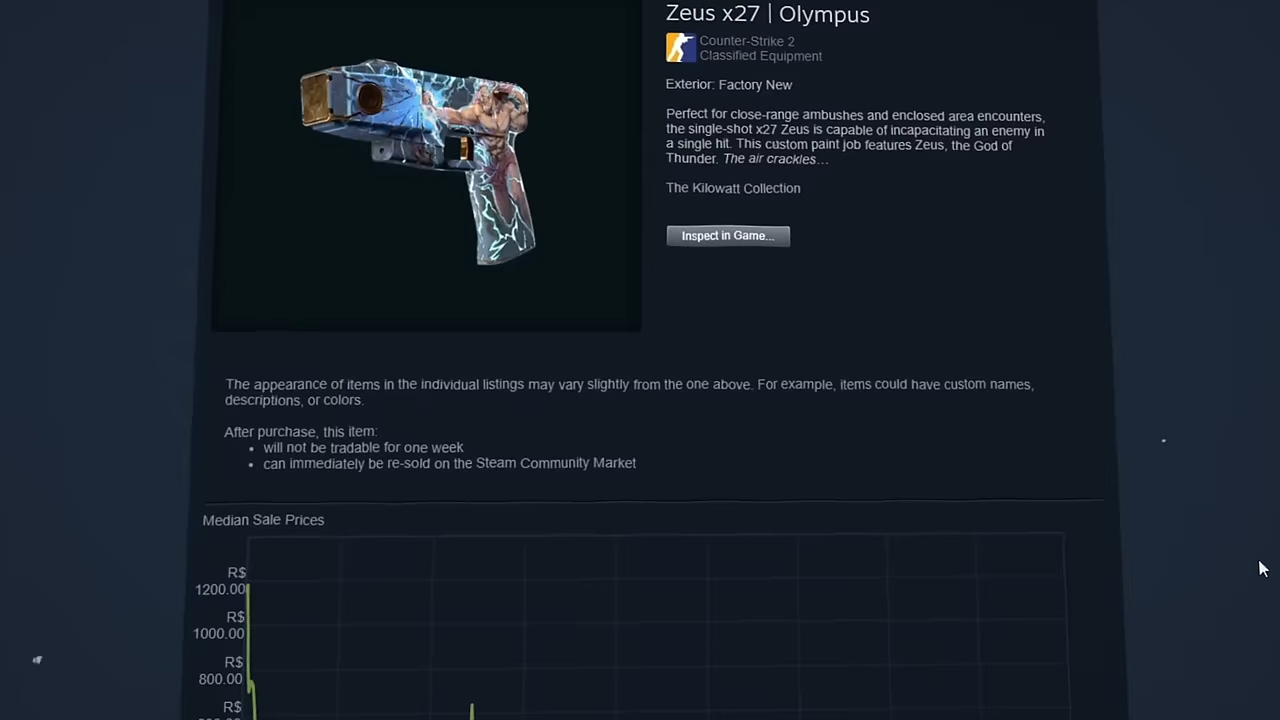 Zeus x27 | Olympus
Counter-Strike 2
Classified Equipment
Exterior: Factory New
Perfect for close-range ambushes and enclosed area encounters,
the single-shot x27 Zeus is capable of incapacitating an enemy in
a single hit. This custom paint job features Zeus, the God of
Thunder. The air crackles…
The Kilowatt Collection
Inspect in Game...
The appearance of items in the individual listings may vary slightly from the one above. For example, items could have custom names,
descriptions, or colors.
After purchase, this item:
• will not be tradable for one week
• can immediately be re-sold on the Steam Community Market
Median Sale Prices
R$
1200.00
R$
1000.00
R$
800.00
R$